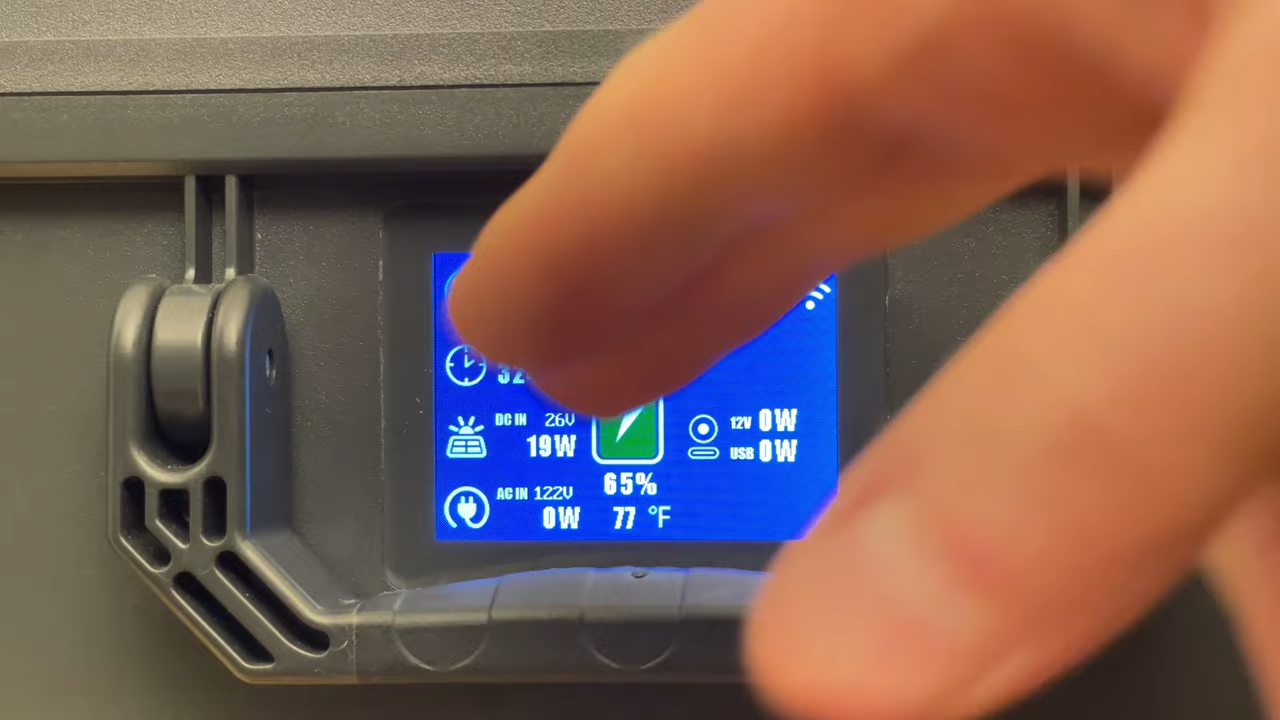 DC IN 26V
19W
12V 0W
USB 0W
65%
AC IN 122V
0W
77 °F